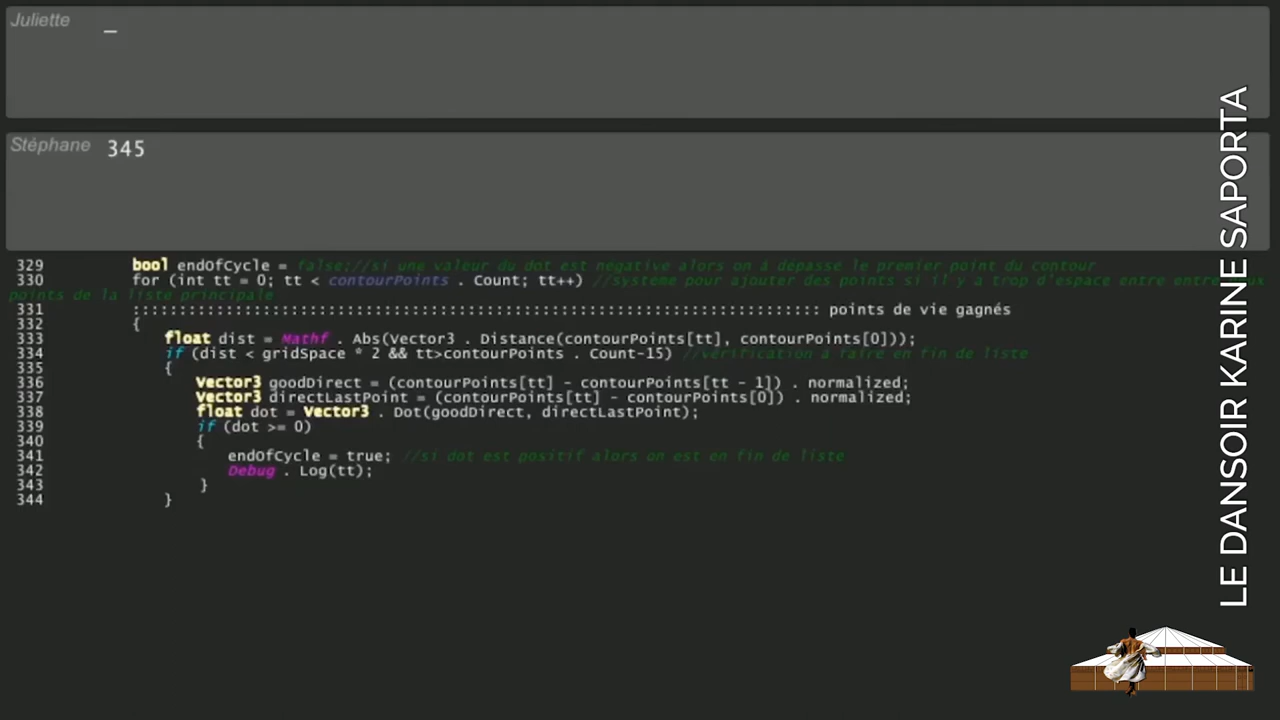 Juliette _
Stéphane 345
329 bool endOfCycle = false;//si une valeur du dot est negative alors on à dépassé le premier point du contour
330 for (int tt = 0; tt < contourPoints . Count; tt++) //système pour ajouter des points si il y a trop d'espace entre entre eux
points de la liste principale
331 :::::::::::::::::::::::::::::::::::::::::::::::::::::::::::::::::::::::::::: points de vie gagnés
332 {
333 float dist = Mathf . Abs(Vector3 . Distance(contourPoints[tt], contourPoints[0]));
334 if (dist < gridSpace * 2 && tt>contourPoints . Count-15) //vérification à faire en fin de liste
335 {
336 Vector3 goodDirect = (contourPoints[tt] - contourPoints[tt - 1]) . normalized;
337 Vector3 directLastPoint = (contourPoints[tt] - contourPoints[0]) . normalized;
338 float dot = Vector3 . Dot(goodDirect, directLastPoint);
339 if (dot >= 0)
340 {
341 endOfCycle = true; //si dot est positif alors on est en fin de liste
342 Debug . Log(tt);
343 }
344 }
LE DANSOIR KARINE SAPORTA